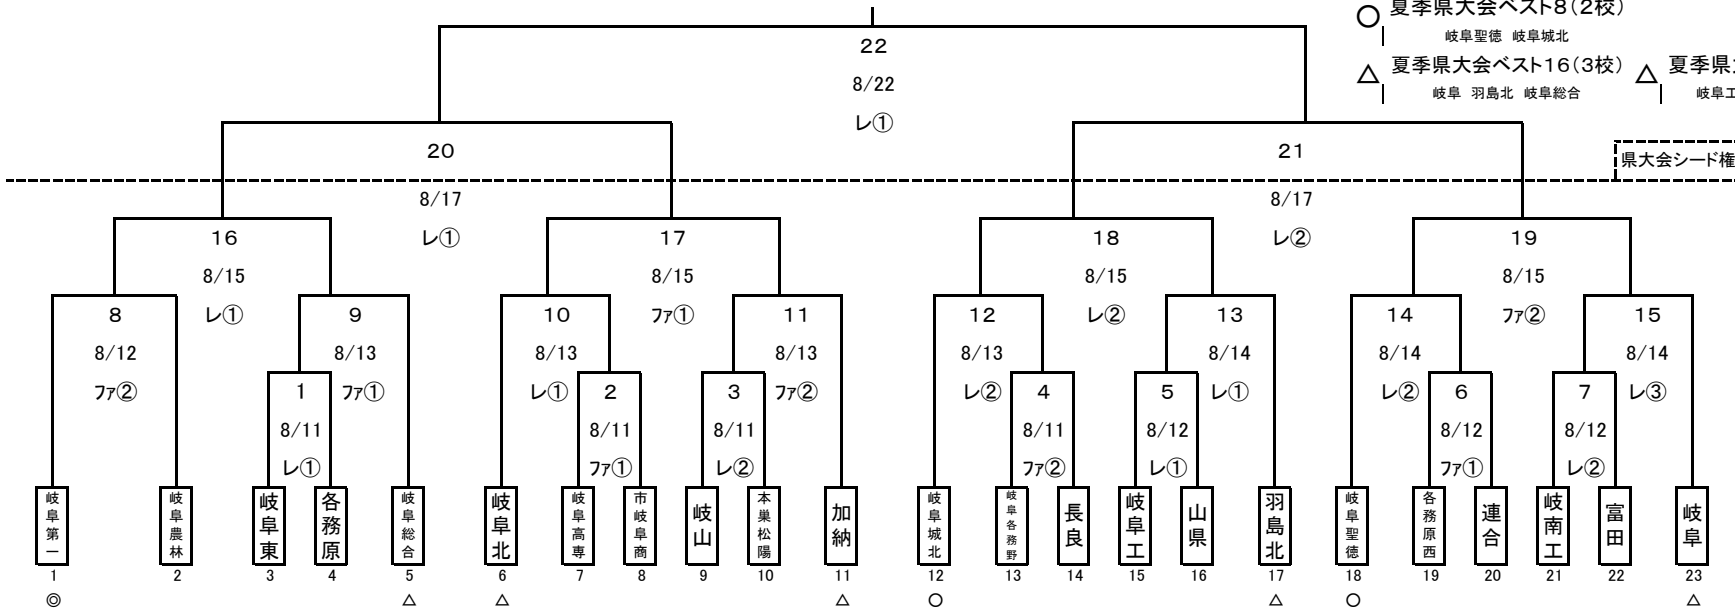 夏季県大会ベスト8(2校)
岐阜聖徳 岐阜城北
夏季県大会ベスト16(3校)
岐阜 羽島北 岐阜総合
夏季県
岐阜工
22
8/22
レ①
20
21
県大会シード権
8/17
レ①
8/17
レ②
16
8/15
レ①
17
8/15
ファ①
18
8/15
レ②
19
8/15
ファ②
8
8/12
ファ②
9
8/13
ファ①
10
8/13
レ①
11
8/13
ファ②
12
8/13
レ②
13
8/14
レ①
14
8/14
レ②
15
8/14
レ③
1
8/11
レ①
2
8/11
ファ①
3
8/11
レ②
4
8/11
ファ②
5
8/12
レ①
6
8/12
ファ①
7
8/12
レ②
岐阜第一
岐阜農林
岐阜東
各務原
岐阜総合
岐阜北
岐阜高専
市岐阜商
岐山
本巣松陽
加納
岐阜城北
岐阜各務野
長良
岐阜工
山県
羽島北
岐阜聖徳
各務原西
連合
岐南工
富田
岐阜
1 2 3 4 5 6 7 8 9 10 11 12 13 14 15 16 17 18 19 20 21 22 23
◎ △ △ △ ○ △ ○ △